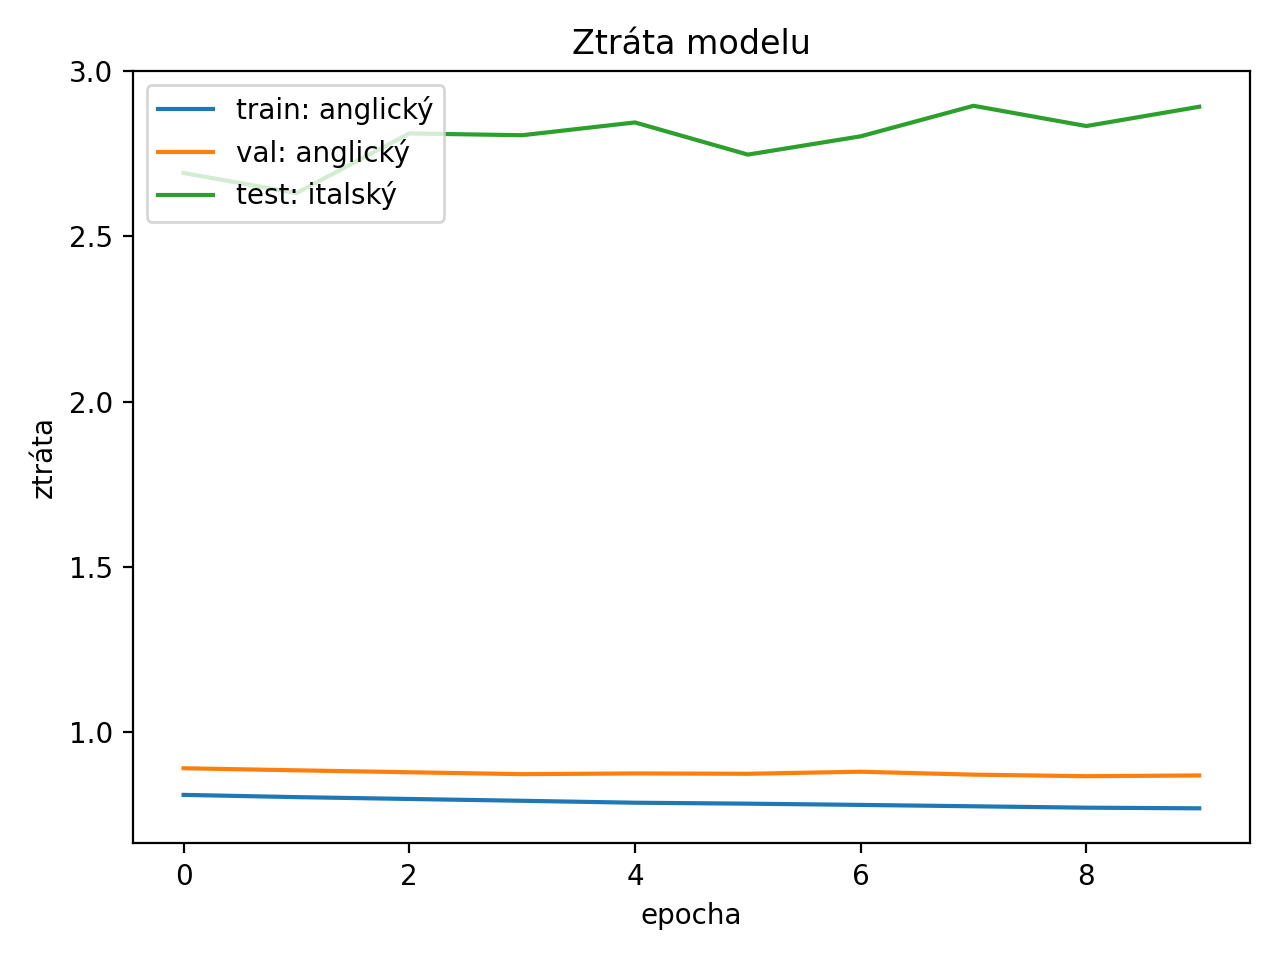 Ztráta modelu
train: anglický
val: anglický
test: italský
3.0
2.5
2.0
1.5
1.0
ztráta
0 2 4 6 8
epocha